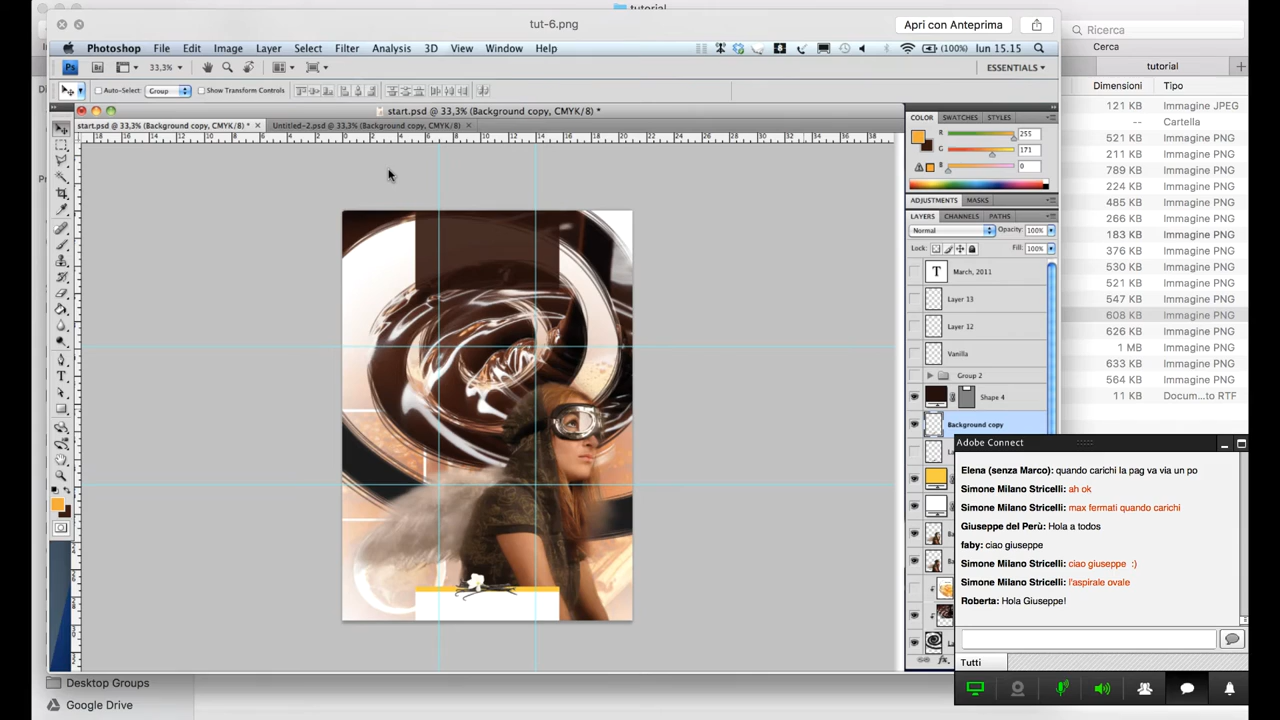 tutorial
tut-6.png
Apri con Anteprima
Ricerca
Cerca
Photoshop File Edit Image Layer Select Filter Analysis 3D View Window Help
(100%) lun 15.15
Ps Br 33,3%
ESSENTIALS
tutorial
Auto-Select: Group Show Transform Controls
Dimensioni Tipo
start.psd @ 33,3% (Background copy, CMYK/8) *
start.psd @ 33,3% (Background copy, CMYK/8) *
Untitled-2.psd @ 33,3% (Background copy, CMYK/8)
COLOR SWATCHES STYLES
R 255
G 171
B 0
ADJUSTMENTS MASKS
LAYERS CHANNELS PATHS
Normal Opacity: 100%
Lock: Fill: 100%
T March, 2011
Layer 13
Layer 12
Vanilla
Group 2
Shape 4
Background copy
121 KB Immagine JPEG
-- Cartella
521 KB Immagine PNG
211 KB Immagine PNG
789 KB Immagine PNG
224 KB Immagine PNG
485 KB Immagine PNG
266 KB Immagine PNG
183 KB Immagine PNG
376 KB Immagine PNG
530 KB Immagine PNG
521 KB Immagine PNG
547 KB Immagine PNG
608 KB Immagine PNG
626 KB Immagine PNG
1 MB Immagine PNG
633 KB Immagine PNG
564 KB Immagine PNG
11 KB Docum...to RTF
Adobe Connect
Elena (senza Marco): quando carichi la pag va via un po
Simone Milano Stricelli: ah ok
Simone Milano Stricelli: max fermati quando carichi
Giuseppe del Perù: Hola a todos
faby: ciao giuseppe
Simone Milano Stricelli: ciao giuseppe :)
Simone Milano Stricelli: l'aspirale ovale
Roberta: Hola Giuseppe!
Tutti
Desktop Groups
Google Drive